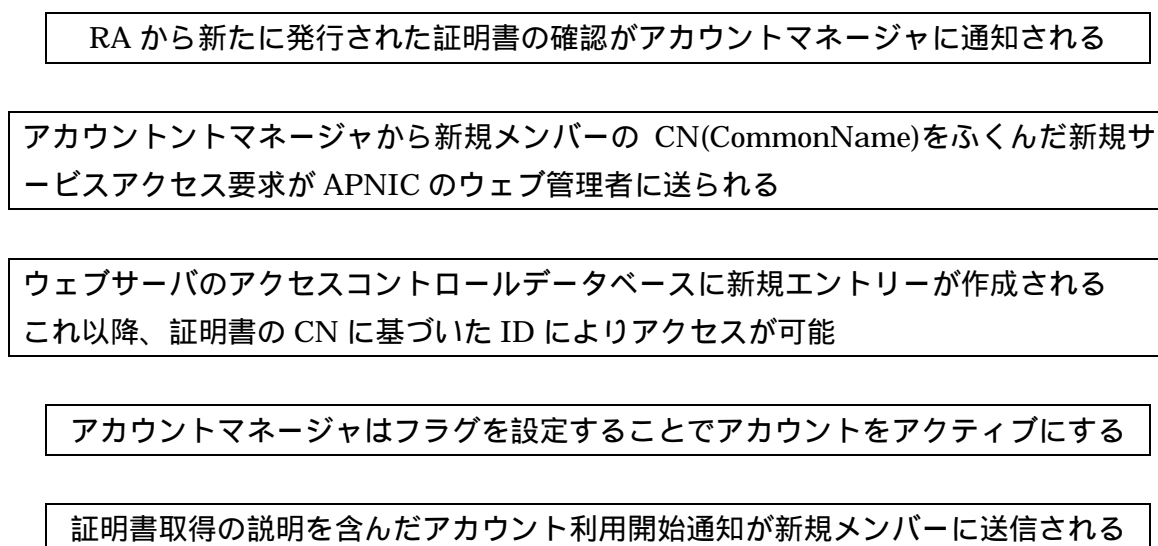 RA から新たに発行された証明書の確認がアカウントマネージャに通知される
アカウントントマネージャから新規メンバーの CN(CommonName)をふくんだ新規サ
ービスアクセス要求が APNIC のウェブ管理者に送られる
ウェブサーバのアクセスコントロールデータベースに新規エントリーが作成される
これ以降、証明書の CN に基づいた ID によりアクセスが可能
アカウントマネージャはフラグを設定することでアカウントをアクティブにする
証明書取得の説明を含んだアカウント利用開始通知が新規メンバーに送信される